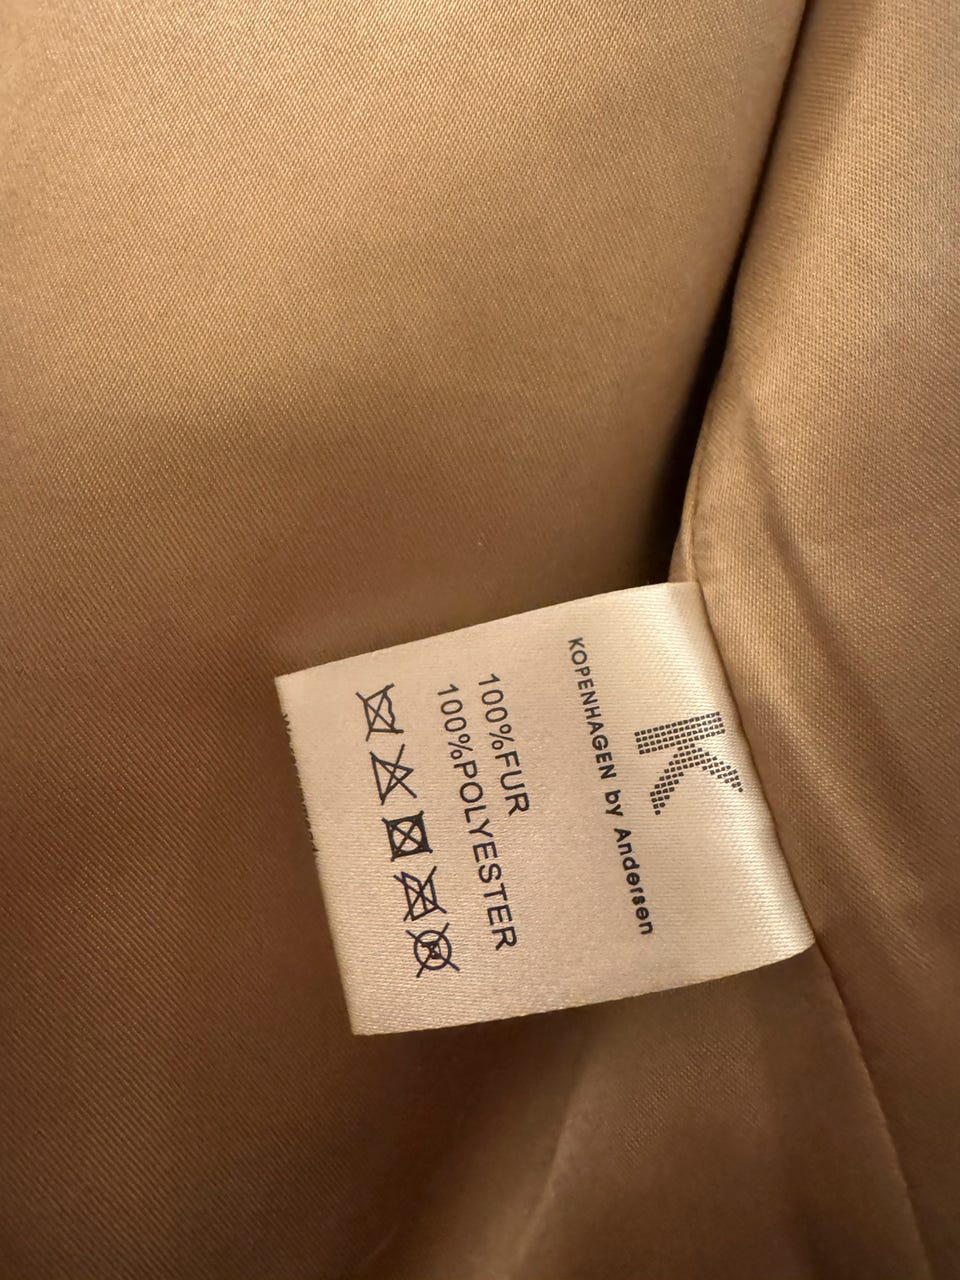 K
KOPENHAGEN by Andersen
100%FUR
100%POLYESTER